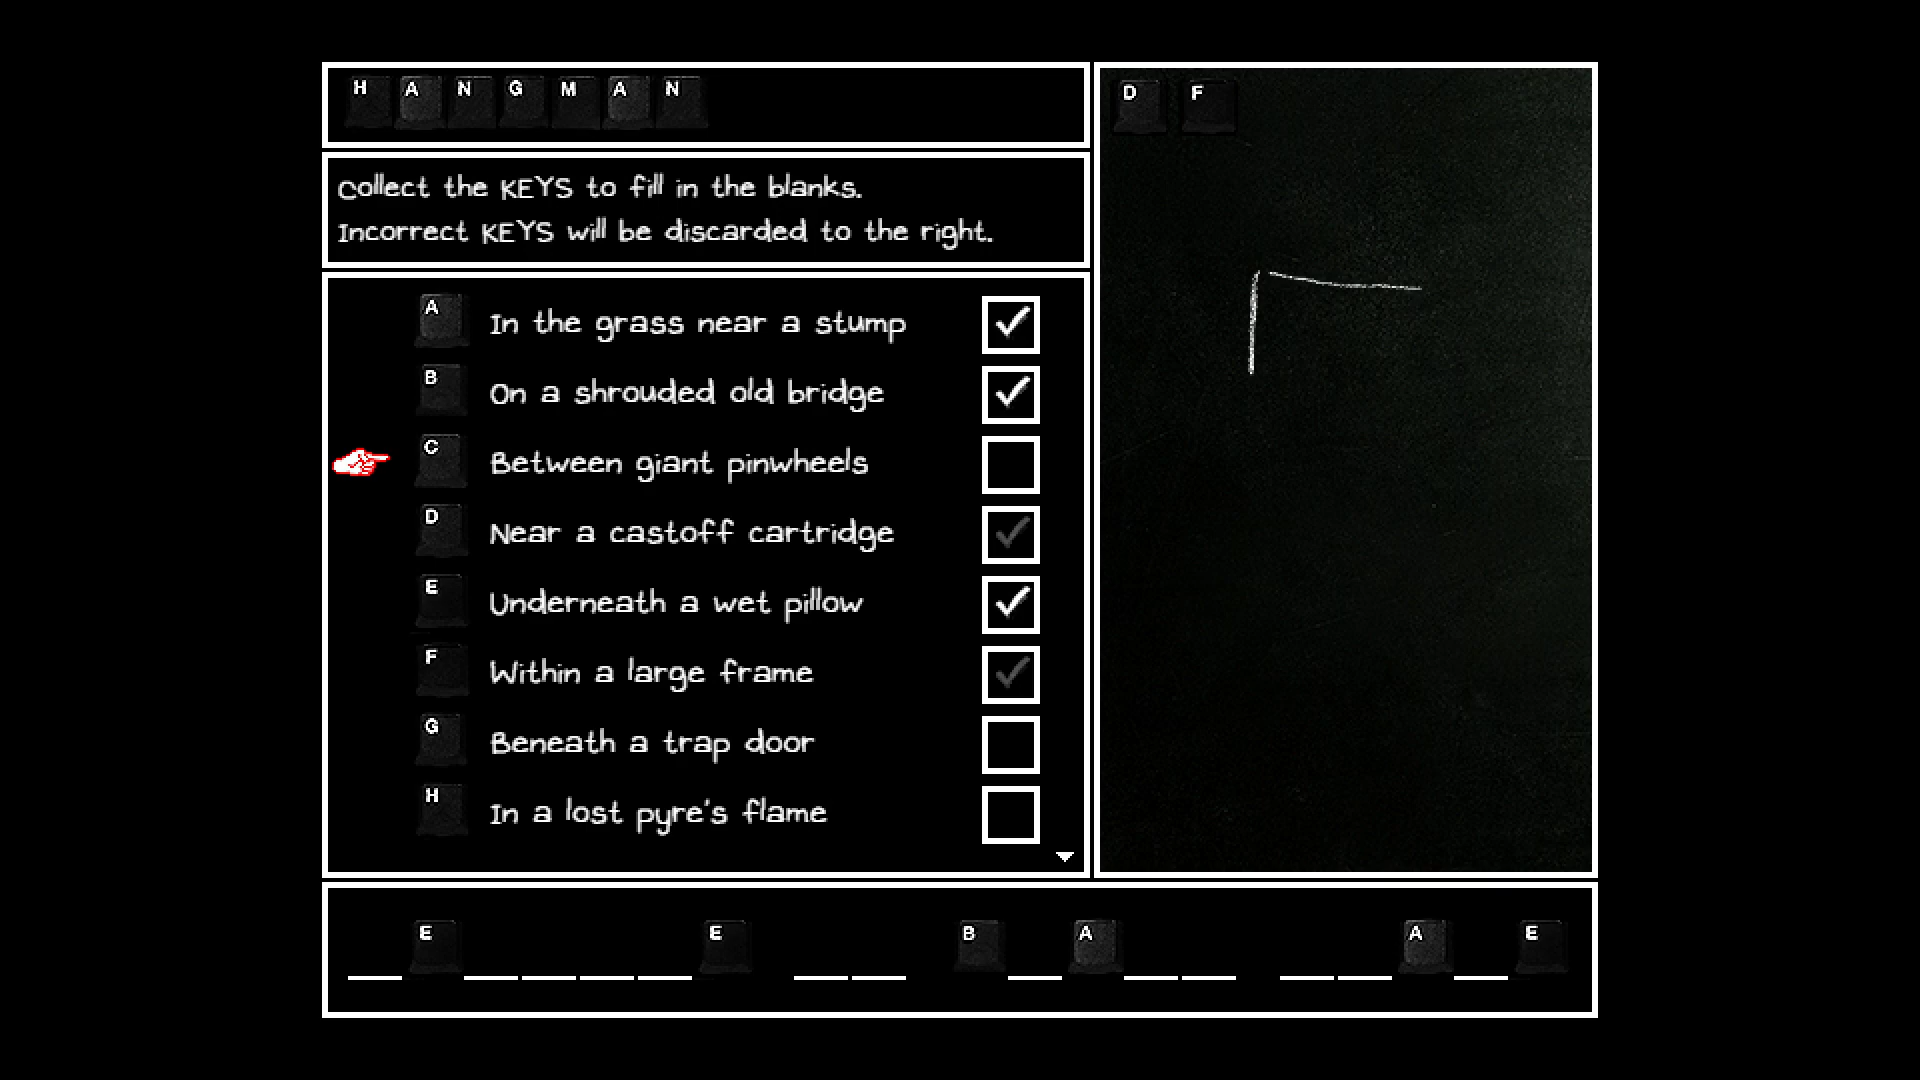 H A N G M A N
Collect the KEYS to fill in the blanks.
Incorrect KEYS will be discarded to the right.
A In the grass near a stump
B On a shrouded old bridge
C Between giant pinwheels
D Near a castoff cartridge
E Underneath a wet pillow
F Within a large frame
G Beneath a trap door
H In a lost pyre's flame
D F
_ E _ _ _ _ E _ _ B _ A _ _ _ _ A _ E